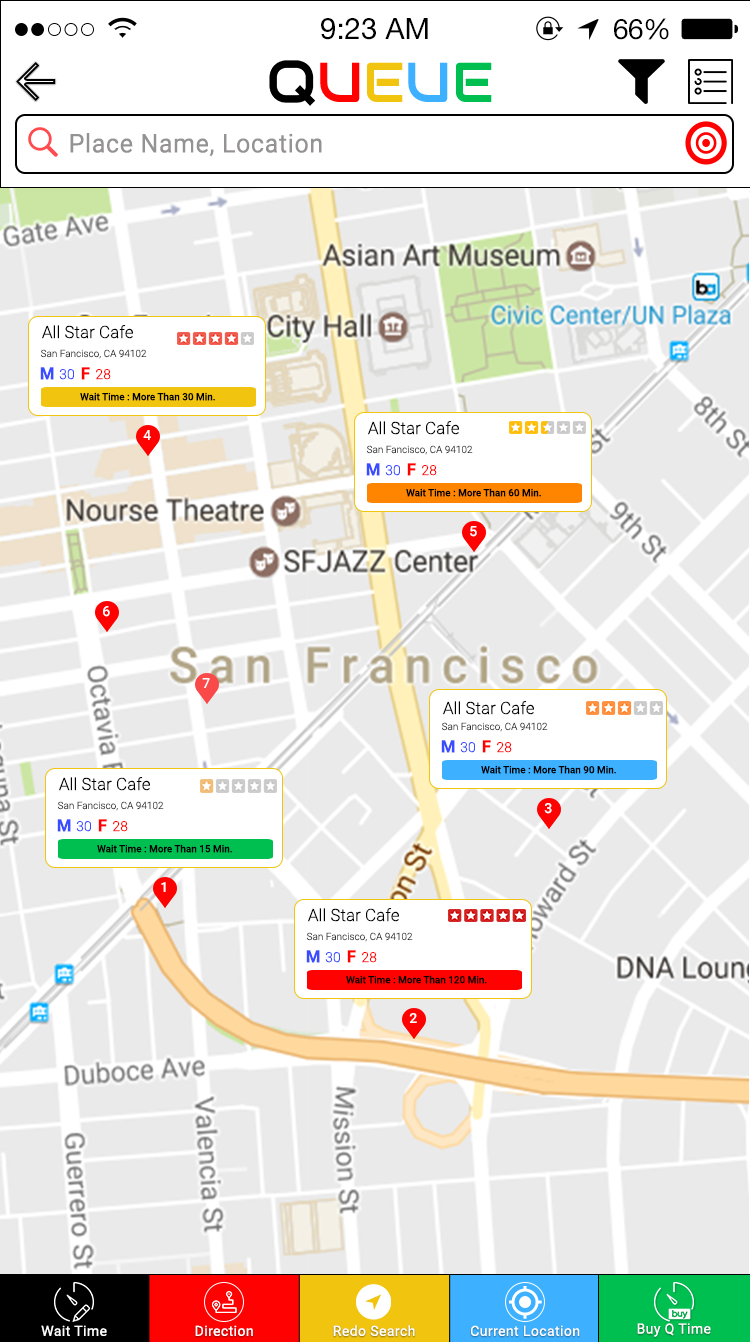 9:23 AM
66%
QUEUE
Place Name, Location
Gate Ave
Asian Art Museum
Civic Center/UN Plaza
City Hall
All Star Cafe
San Fancisco, CA 94102
M 30 F 28
Wait Time : More Than 30 Min.
4
8th St
All Star Cafe
San Fancisco, CA 94102
M 30 F 28
Wait Time : More Than 60 Min.
5
9th St
Nourse Theatre
SFJAZZ Center
6
San Francisco
7
Octavia
All Star Cafe
San Fancisco, CA 94102
M 30 F 28
Wait Time : More Than 90 Min.
3
All Star Cafe
San Fancisco, CA 94102
M 30 F 28
Wait Time : More Than 15 Min.
1
on St
oward St
All Star Cafe
San Fancisco, CA 94102
M 30 F 28
Wait Time : More Than 120 Min.
2
DNA Loung
Duboce Ave
Guerrero St
Valencia St
Mission St
Wait Time
Direction
Redo Search
Current Location
buy
Buy Q Time